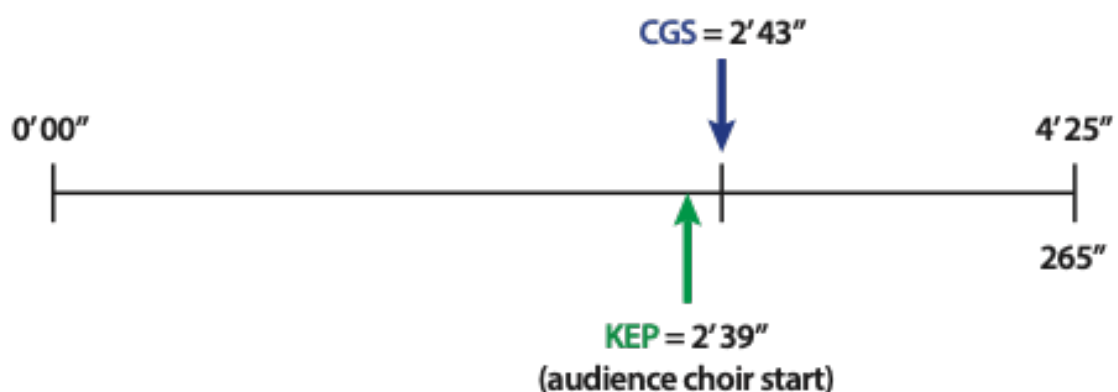 CGS = 2’43”
0’00”
4’25”
265”
KEP = 2’39”
(audience choir start)